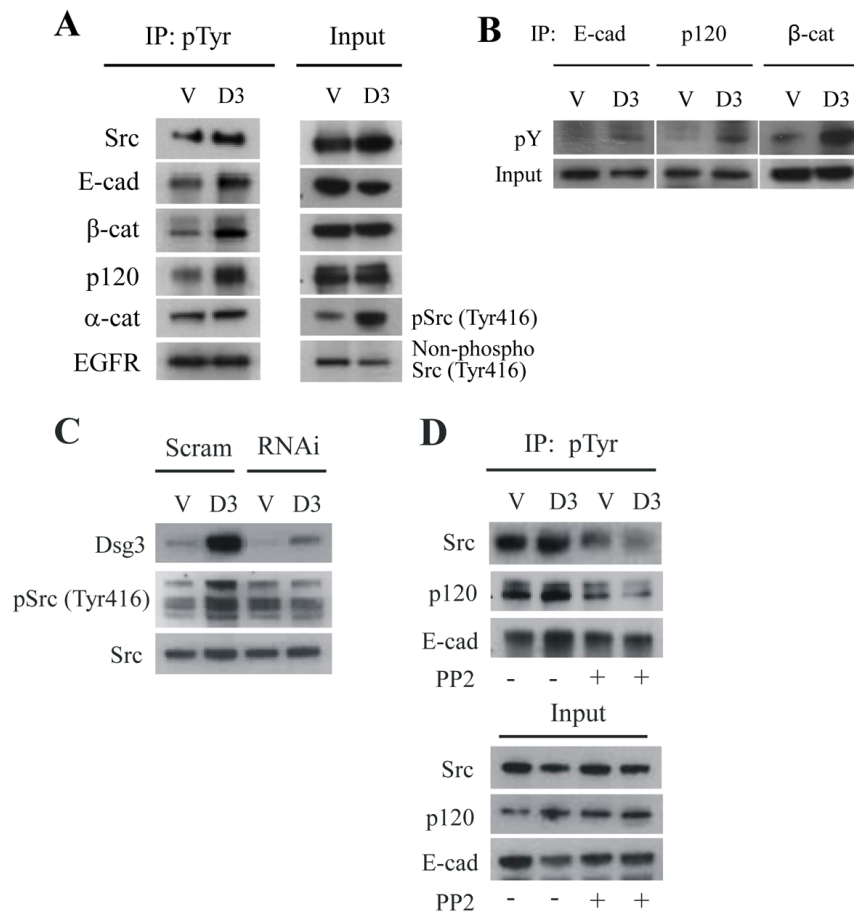 A
IP: pTyr Input
V D3 V D3
Src
E-cad
β-cat
p120
α-cat pSrc (Tyr416)
EGFR Non-phospho
Src (Tyr416)
B
IP: E-cad p120 β-cat
V D3 V D3 V D3
pY
Input
C
Scram RNAi
V D3 V D3
Dsg3
pSrc (Tyr416)
Src
D
IP: pTyr
V D3 V D3
Src
p120
E-cad
PP2 - - + +
Input
Src
p120
E-cad
PP2 - - + +